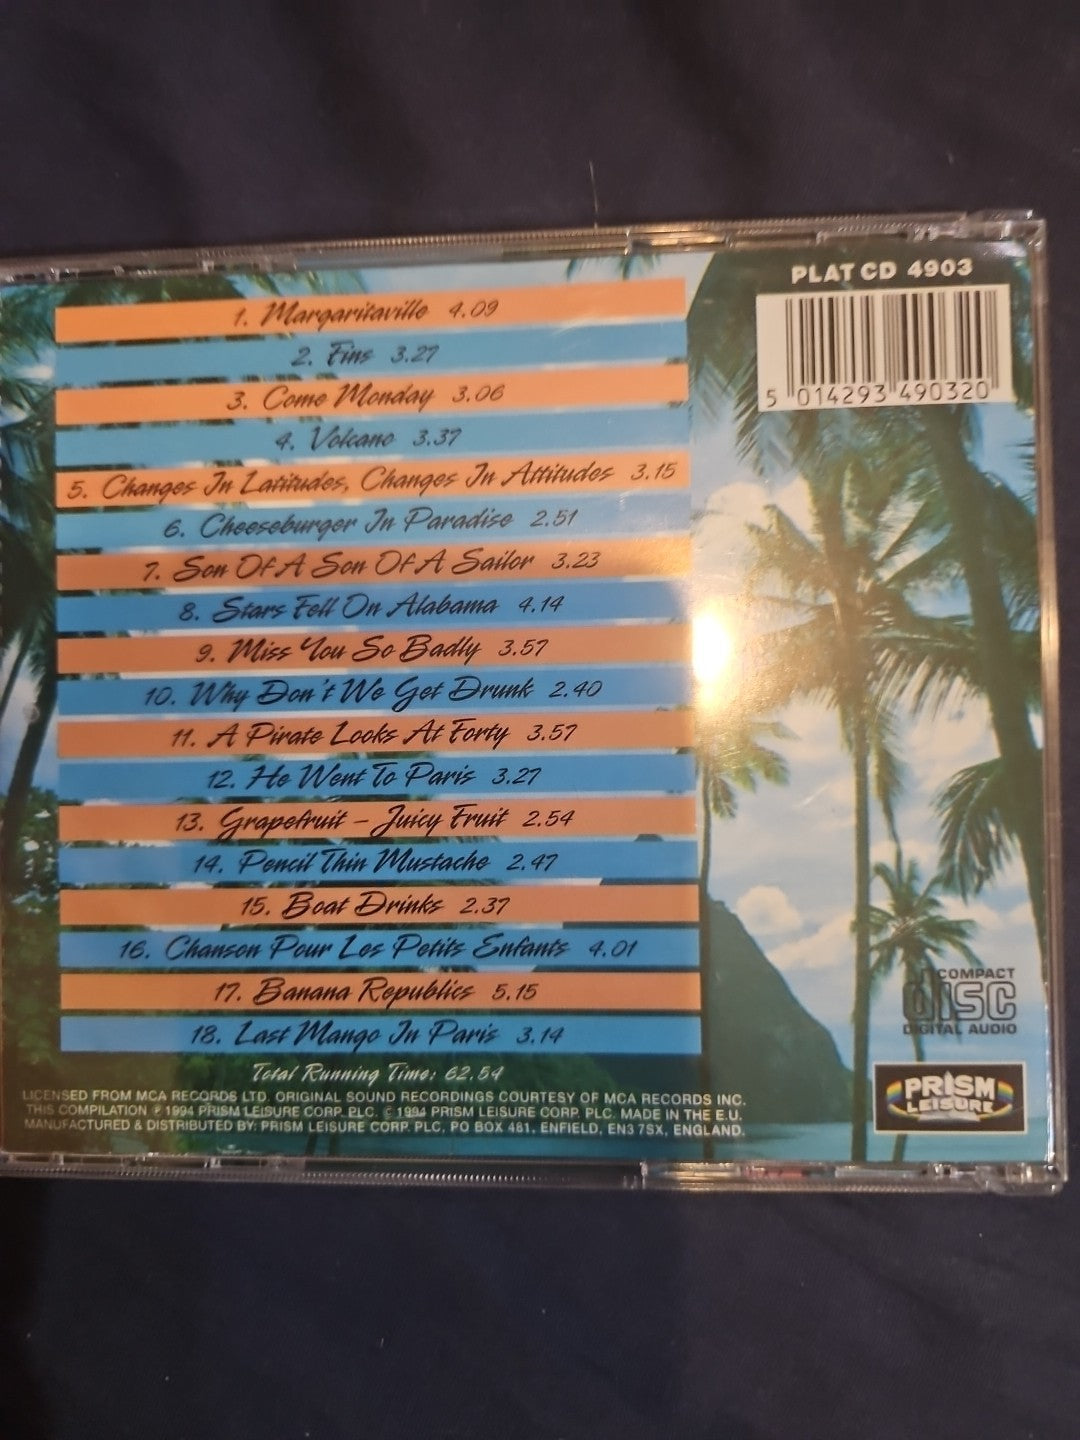 PLAT CD 4903
5 014293 490320
1. Margaritaville 4.09
2. Fins 3.27
3. Come Monday 3.06
4. Volcano 3.37
5. Changes In Latitudes, Changes In Attitudes 3.15
6. Cheeseburger In Paradise 2.51
7. Son Of A Son Of A Sailor 3.23
8. Stars Fell On Alabama 4.14
9. Miss You So Badly 3.57
10. Why Don't We Get Drunk 2.40
11. A Pirate Looks At Forty 3.57
12. He Went To Paris 3.27
13. Grapefruit - Juicy Fruit 2.54
14. Pencil Thin Mustache 2.47
15. Boat Drinks 2.37
16. Chanson Pour Les Petits Enfants 4.01
17. Banana Republics 5.15
18. Last Mango In Paris 3.14
Total Running Time: 62.54
LICENSED FROM MCA RECORDS LTD. ORIGINAL SOUND RECORDINGS COURTESY OF MCA RECORDS INC.
THIS COMPILATION ℗ 1994 PRISM LEISURE CORP. PLC. © 1994 PRISM LEISURE CORP. PLC. MADE IN THE E.U.
MANUFACTURED & DISTRIBUTED BY: PRISM LEISURE CORP. PLC, PO BOX 481, ENFIELD, EN3 7SX, ENGLAND.
COMPACT
disc
DIGITAL AUDIO
PRISM
LEISURE